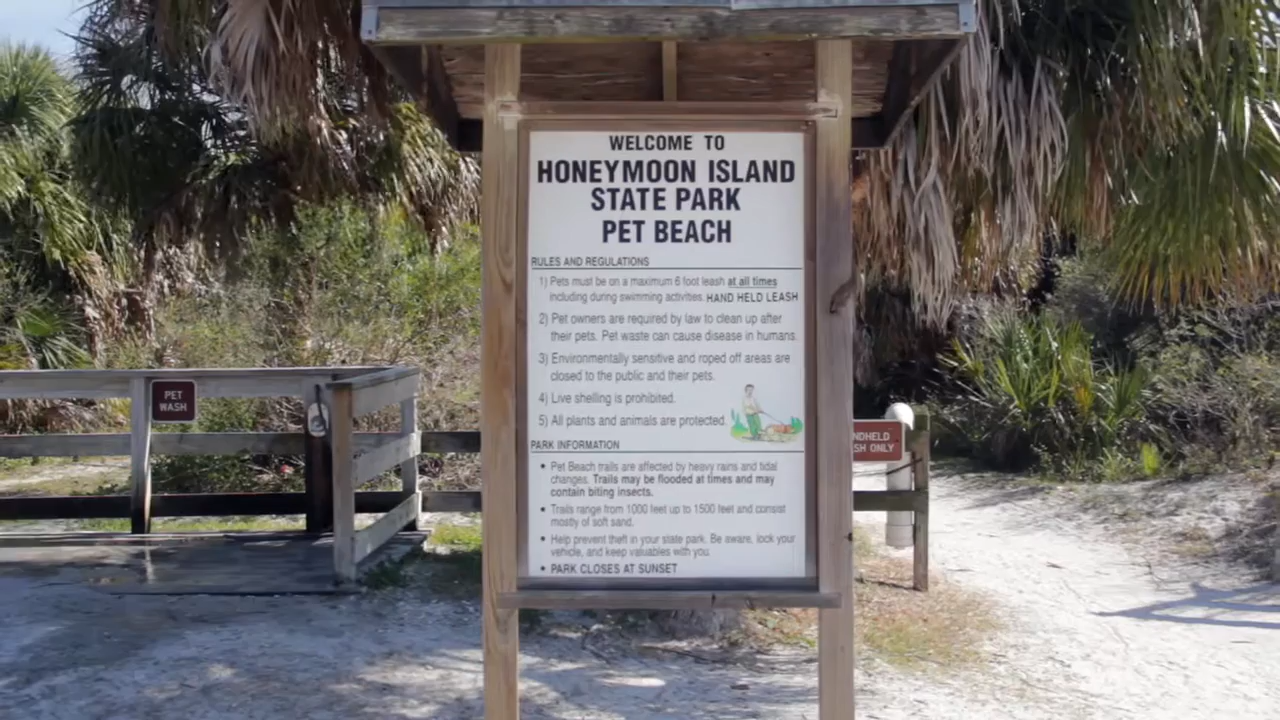 WELCOME TO
HONEYMOON ISLAND
STATE PARK
PET BEACH
RULES AND REGULATIONS
1) Pets must be on a maximum 6 foot leash at all times
including during swimming activities. HAND HELD LEASH
2) Pet owners are required by law to clean up after
their pets. Pet waste can cause disease in humans.
3) Environmentally sensitive and roped off areas are
closed to the public and their pets.
4) Live shelling is prohibited.
5) All plants and animals are protected.
PARK INFORMATION
• Pet Beach trails are affected by heavy rains and tidal
changes. Trails may be flooded at times and may
contain biting insects.
• Trails range from 1000 feet up to 1500 feet and consist
mostly of soft sand.
• Help prevent theft in your state park. Be aware, lock your
vehicle, and keep valuables with you.
• PARK CLOSES AT SUNSET
PET
WASH
NDHELD
SH ONLY